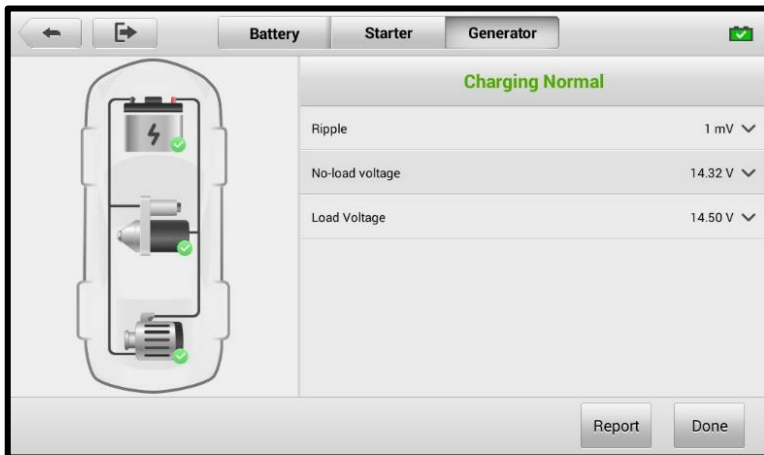 Battery Starter Generator
Charging Normal
Ripple 1 mV
No-load voltage 14.32 V
Load Voltage 14.50 V
Report Done